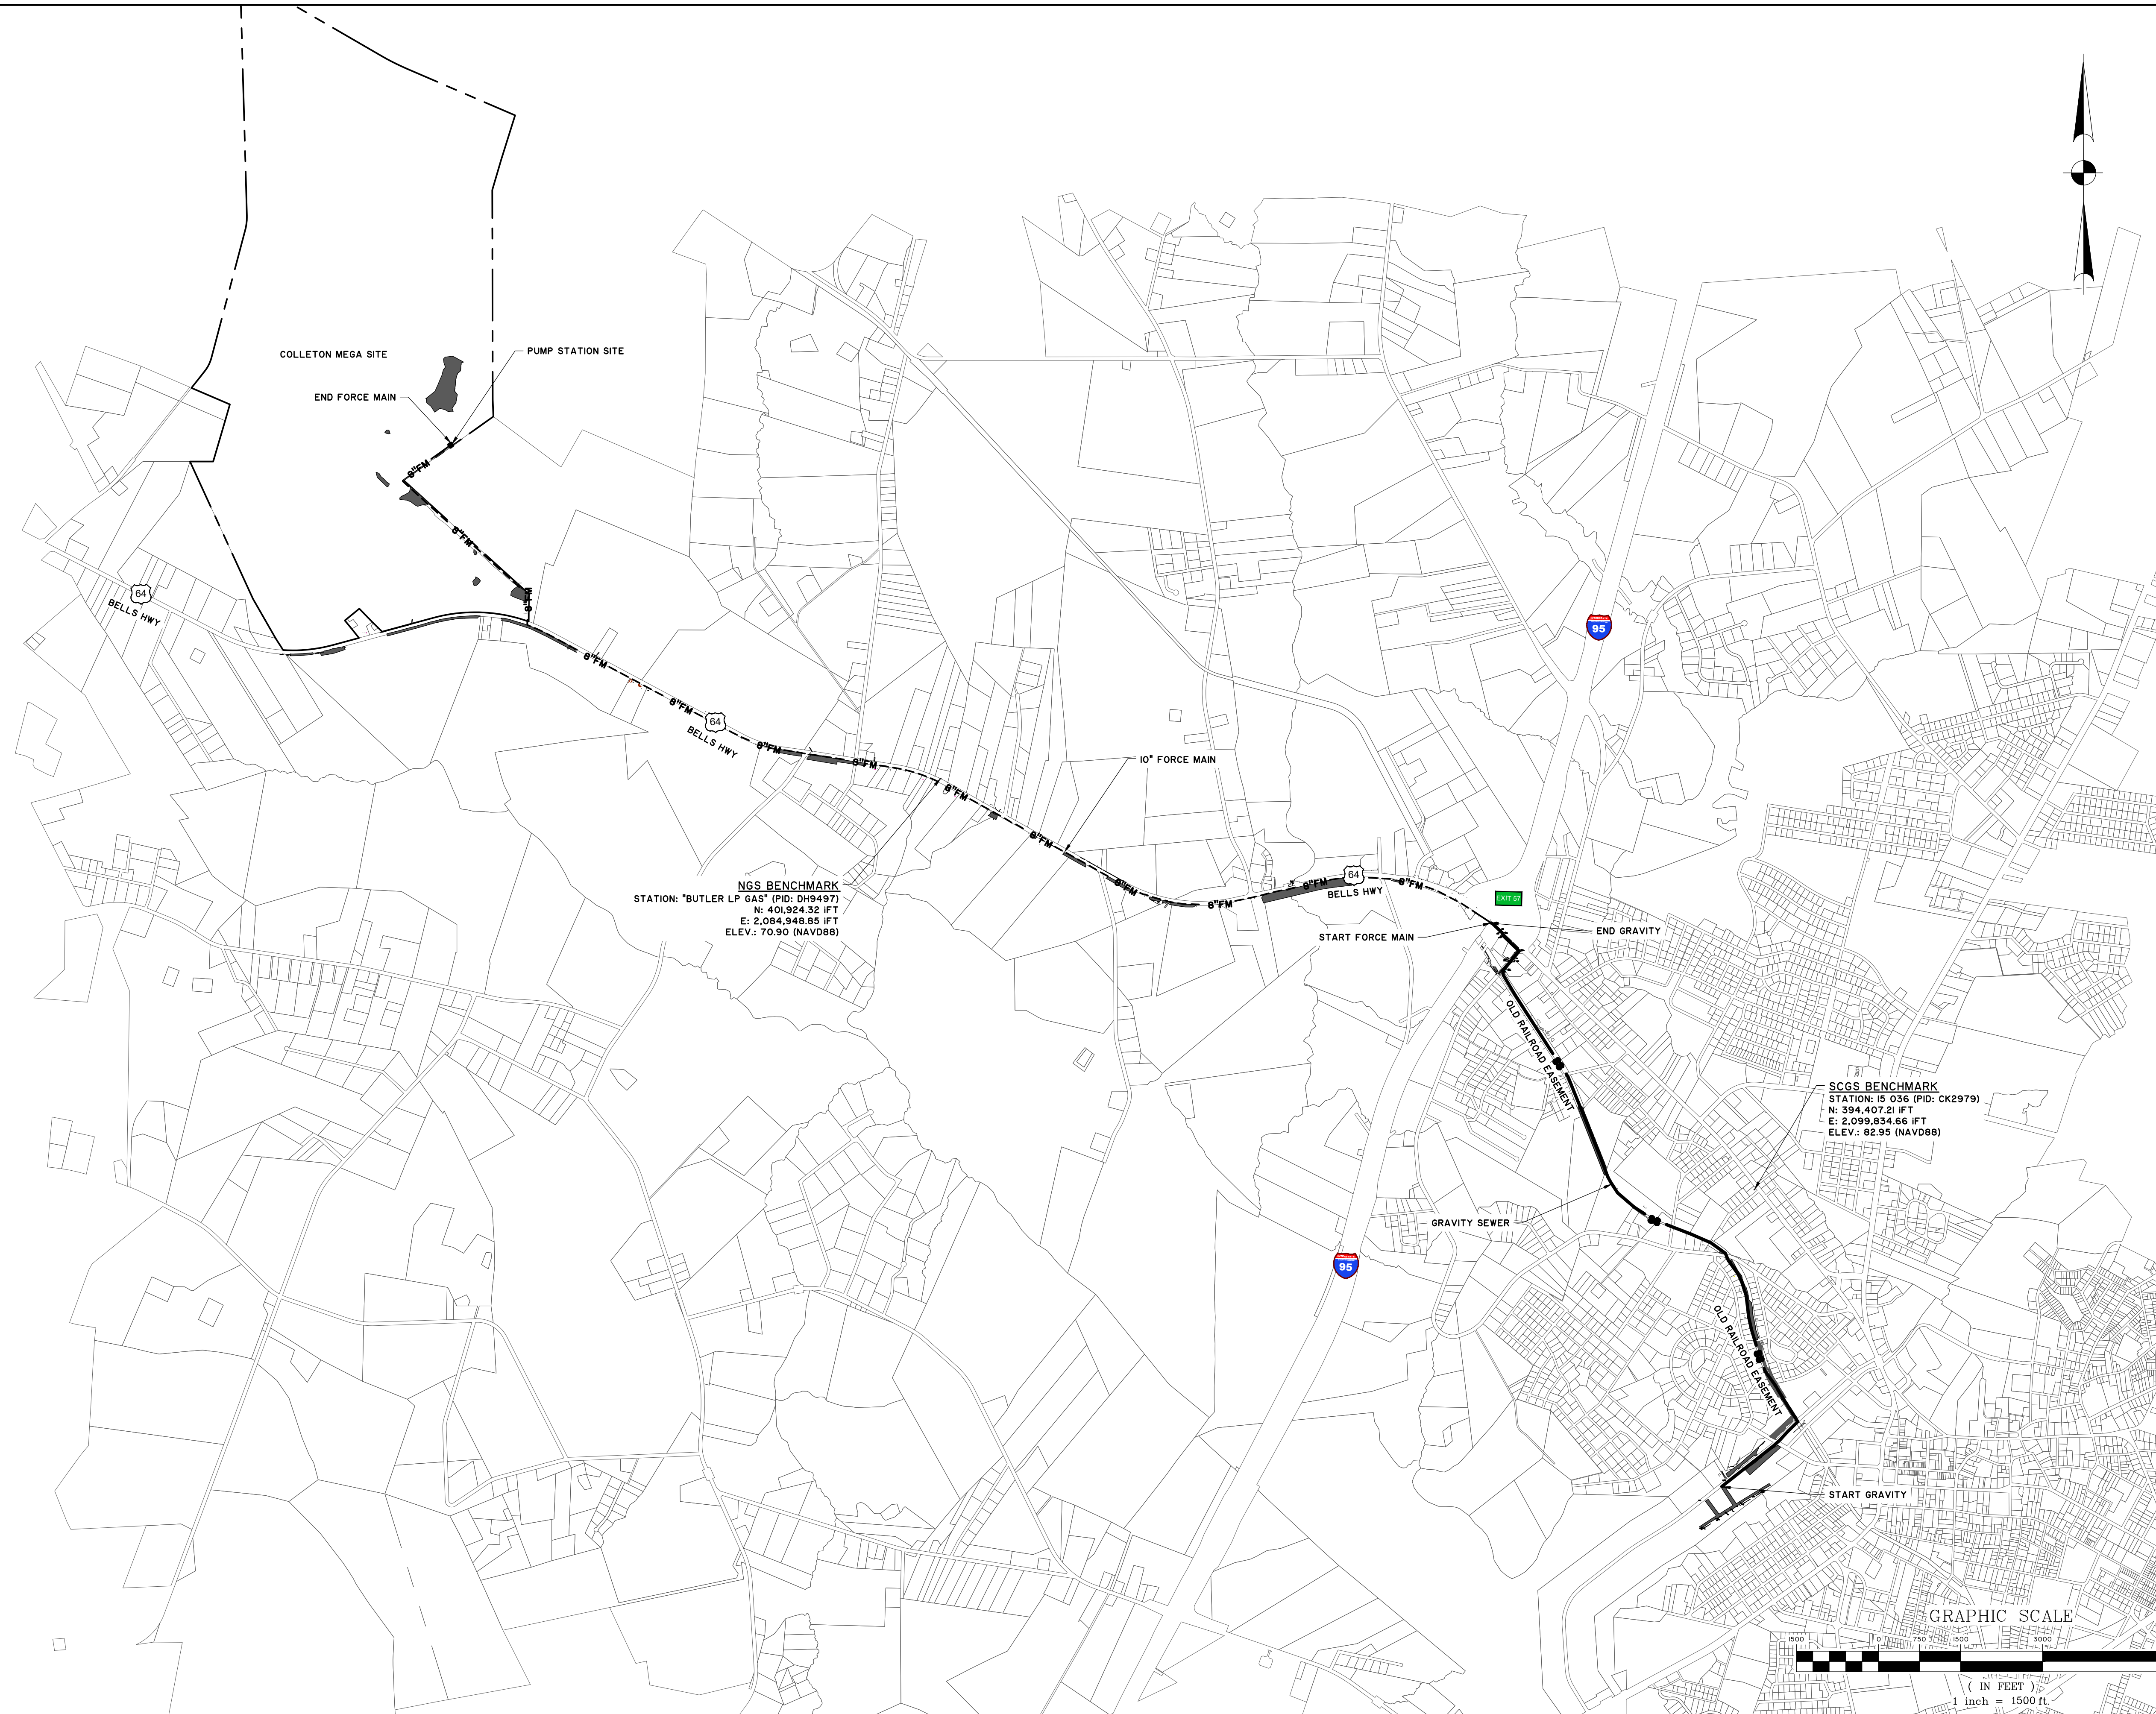 COLLETON MEGA SITE
PUMP STATION SITE
END FORCE MAIN
8"FM
8"FM
8"FM
64
BELLS HWY
8"FM
8"FM
64
BELLS HWY
8"FM
8"FM
8"FM
10" FORCE MAIN
8"FM
8"FM
8"FM
8"FM
64
BELLS HWY
8"FM
95
EXIT 57
NGS BENCHMARK
STATION: "BUTLER LP GAS" (PID: DH9497)
N: 401,924.32 iFT
E: 2,084,948.85 iFT
ELEV.: 70.90 (NAVD88)
START FORCE MAIN
END GRAVITY
OLD RAILROAD EASEMENT
SCGS BENCHMARK
STATION: 15 036 (PID: CK2979)
N: 394,407.21 iFT
E: 2,099,834.66 iFT
ELEV.: 82.95 (NAVD88)
GRAVITY SEWER
95
OLD RAILROAD EASEMENT
START GRAVITY
GRAPHIC SCALE
1500 0 750 1500 3000
( IN FEET )
1 inch = 1500 ft.